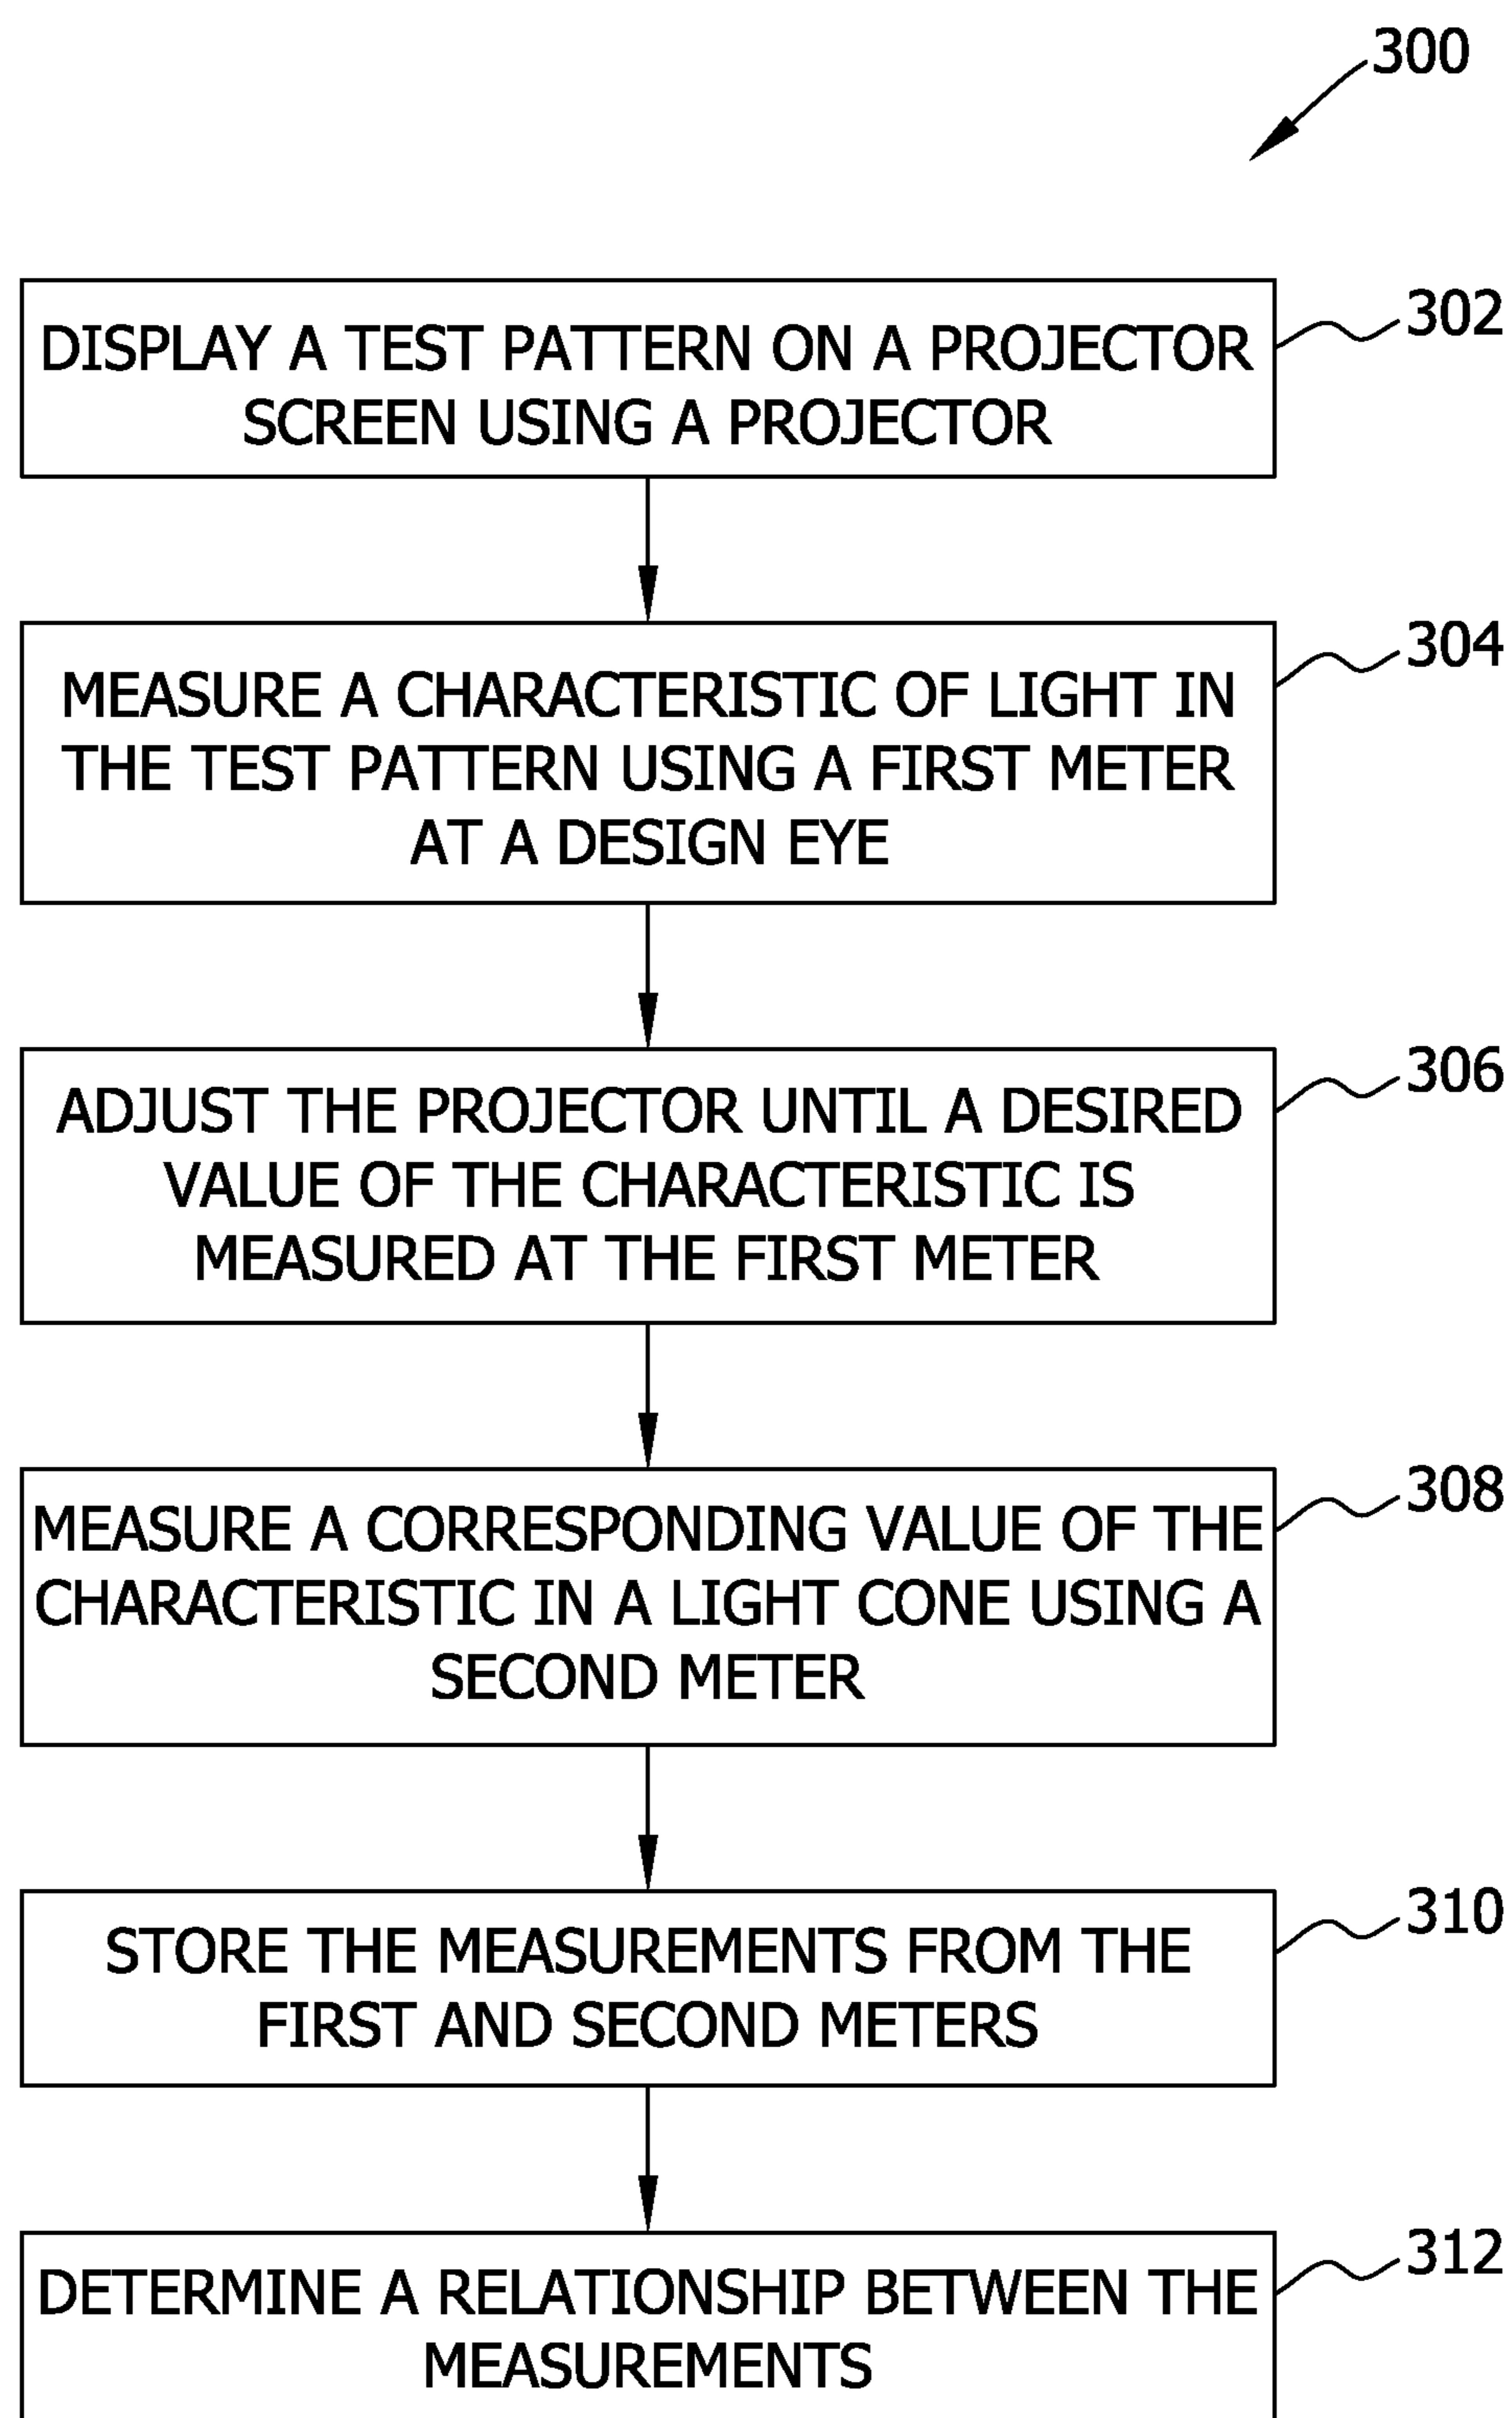 300
302
DISPLAY A TEST PATTERN ON A PROJECTOR
SCREEN USING A PROJECTOR
304
MEASURE A CHARACTERISTIC OF LIGHT IN
THE TEST PATTERN USING A FIRST METER
AT A DESIGN EYE
306
ADJUST THE PROJECTOR UNTIL A DESIRED
VALUE OF THE CHARACTERISTIC IS
MEASURED AT THE FIRST METER
308
MEASURE A CORRESPONDING VALUE OF THE
CHARACTERISTIC IN A LIGHT CONE USING A
SECOND METER
310
STORE THE MEASUREMENTS FROM THE
FIRST AND SECOND METERS
312
DETERMINE A RELATIONSHIP BETWEEN THE
MEASUREMENTS